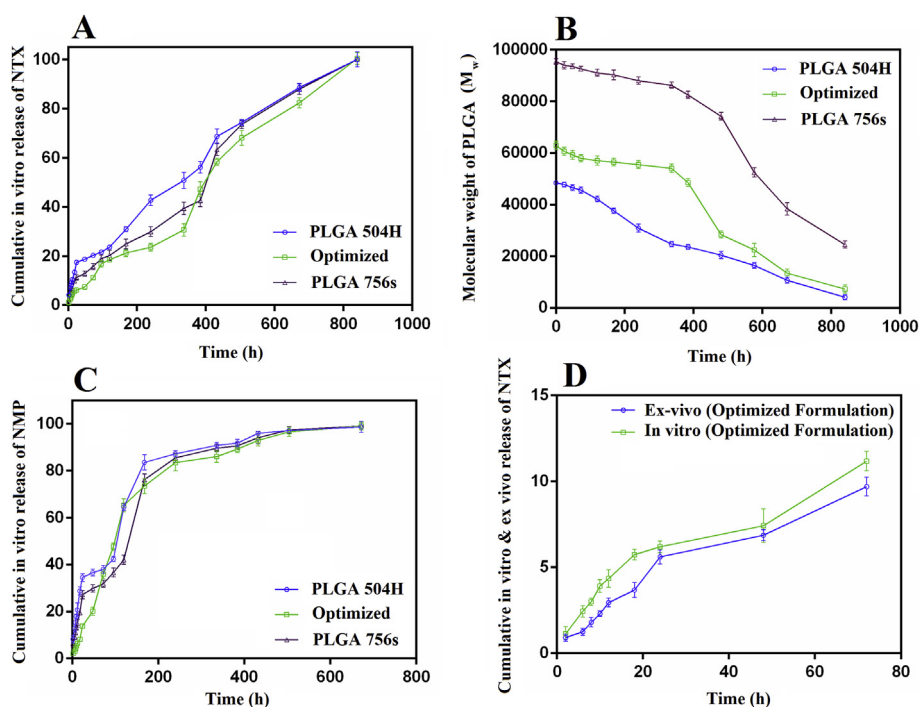 A
Cumulative in vitro release of NTX
100
80
60
40
20
0
0 200 400 600 800 1000
Time (h)
PLGA 504H
Optimized
PLGA 756s
B
Molecular weight of PLGA (Mw)
100000
80000
60000
40000
20000
0
0 200 400 600 800 1000
Time (h)
PLGA 504H
Optimized
PLGA 756s
C
Cumulative in vitro release of NMP
100
80
60
40
20
0
0 200 400 600 800
Time (h)
PLGA 504H
Optimized
PLGA 756s
D
Cumulative in vitro & ex vivo release of NTX
15
10
5
0
0 20 40 60 80
Time (h)
Ex-vivo (Optimized Formulation)
In vitro (Optimized Formulation)